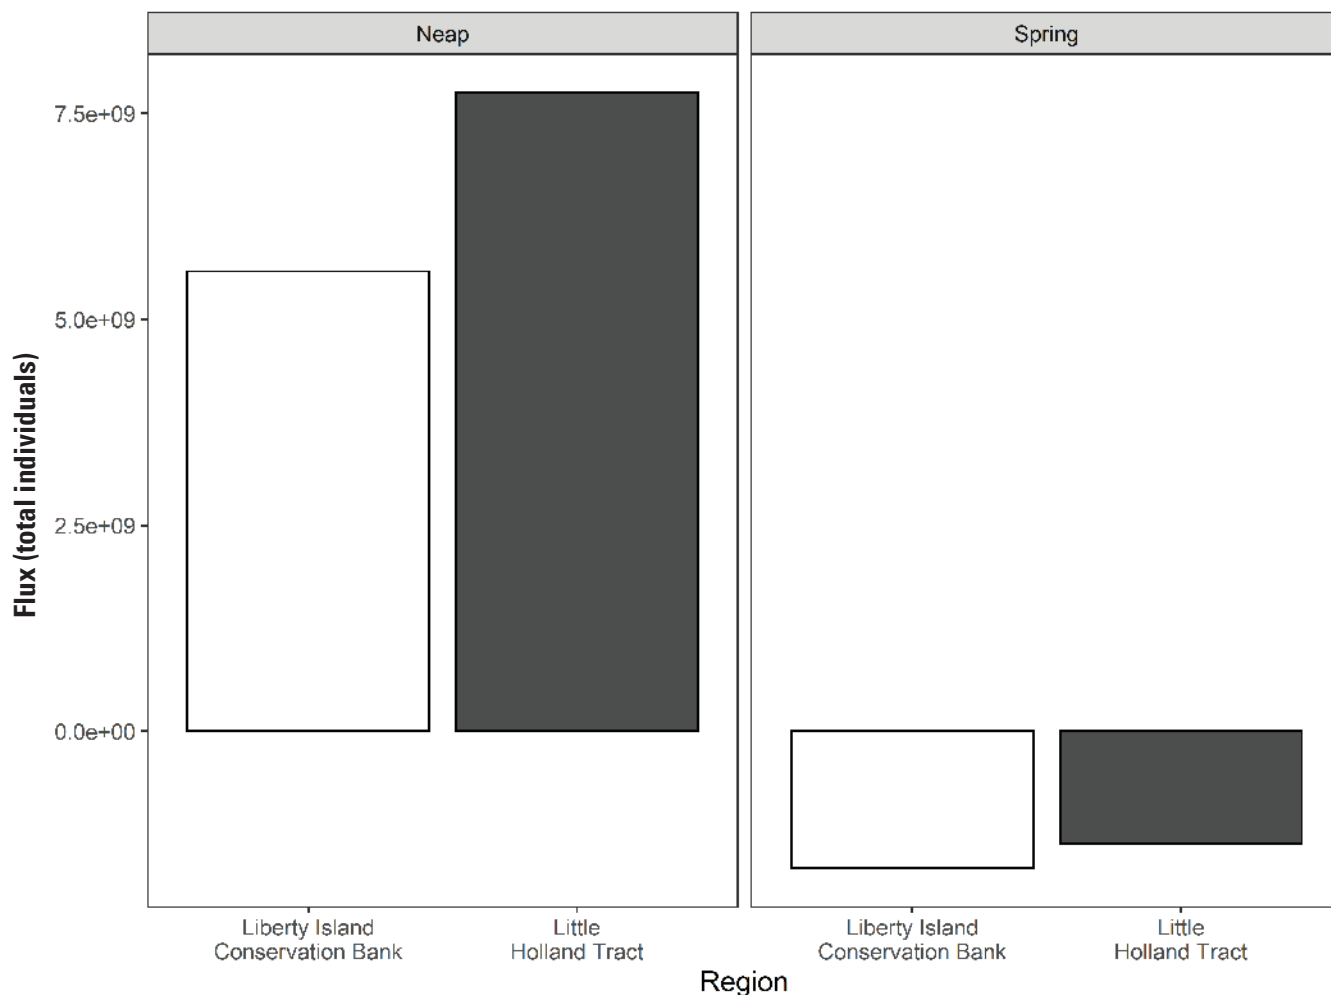 Neap
Spring
7.5e+09
5.0e+09
2.5e+09
0.0e+00
Flux (total individuals)
Liberty Island
Conservation Bank
Little
Holland Tract
Liberty Island
Conservation Bank
Little
Holland Tract
Region